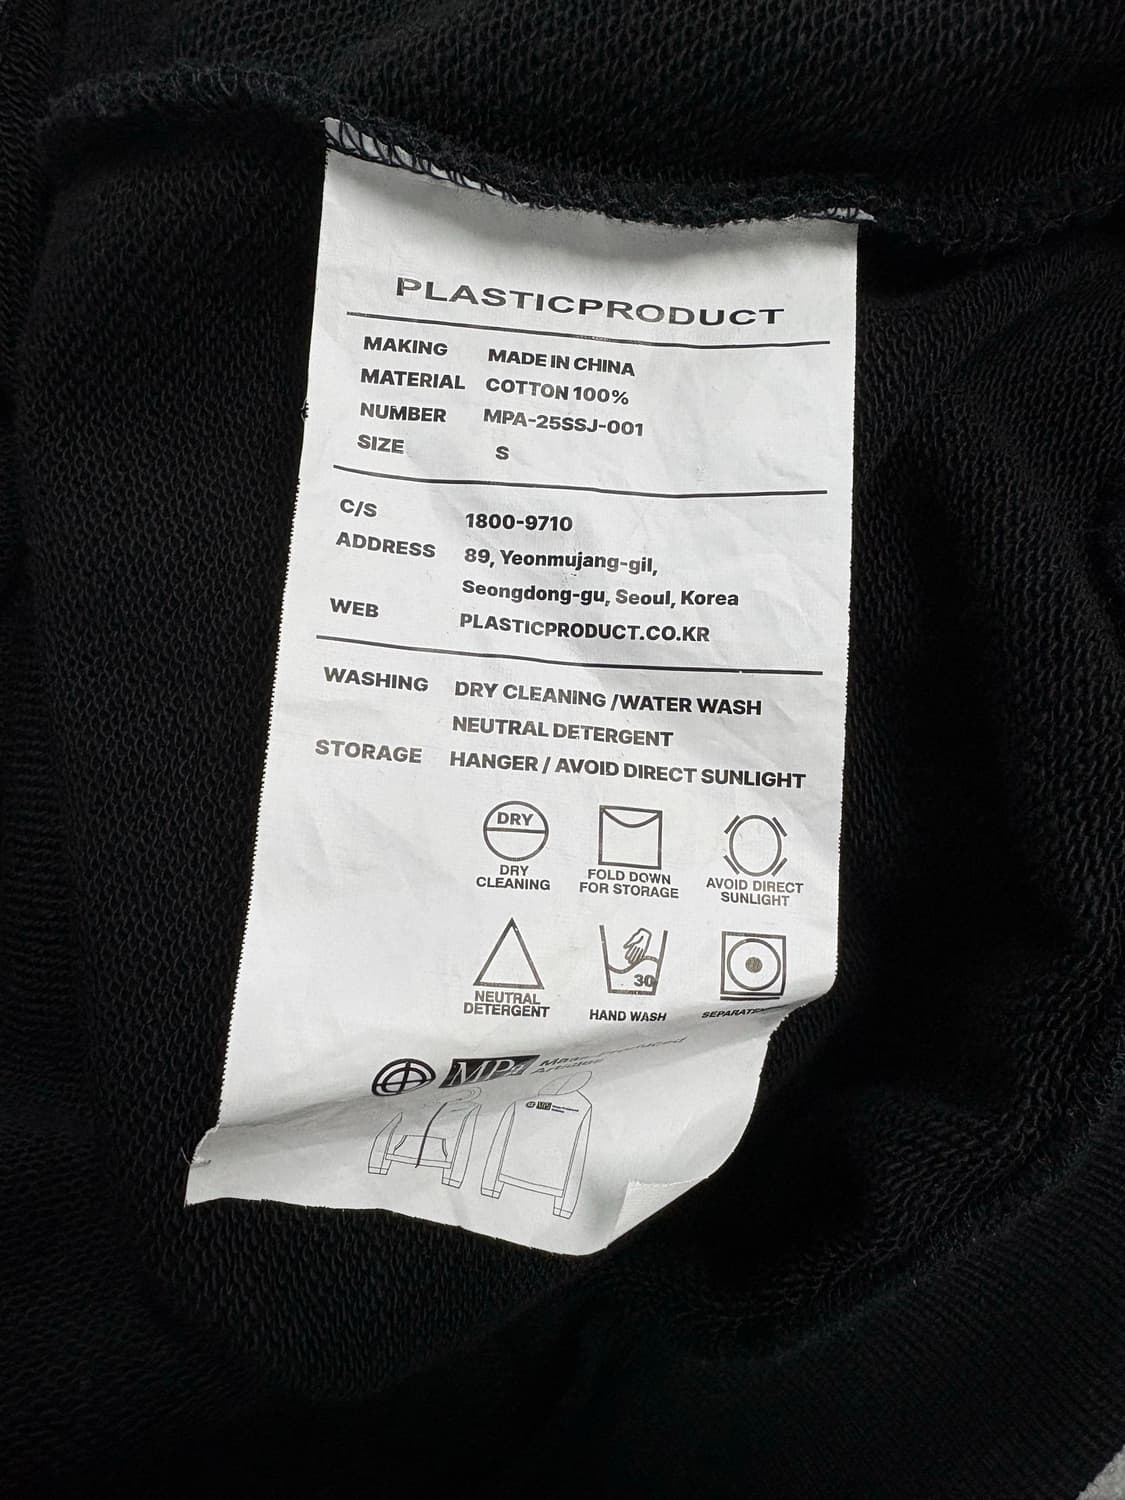 PLASTICPRODUCT
MAKING MADE IN CHINA
MATERIAL COTTON 100%
NUMBER MPA-25SSJ-001
SIZE S
C/S 1800-9710
ADDRESS 89, Yeonmujang-gil,
Seongdong-gu, Seoul, Korea
WEB PLASTICPRODUCT.CO.KR
WASHING DRY CLEANING /WATER WASH
NEUTRAL DETERGENT
STORAGE HANGER / AVOID DIRECT SUNLIGHT
DRY
DRY
CLEANING
FOLD DOWN
FOR STORAGE
AVOID DIRECT
SUNLIGHT
30
NEUTRAL
DETERGENT
HAND WASH